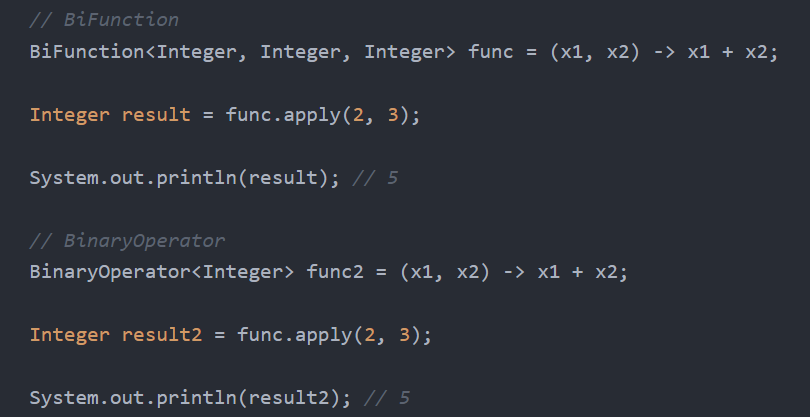 // BiFunction
BiFunction<Integer, Integer, Integer> func = (x1, x2) -> x1 + x2;
Integer result = func.apply(2, 3);
System.out.println(result); // 5
// BinaryOperator
BinaryOperator<Integer> func2 = (x1, x2) -> x1 + x2;
Integer result2 = func.apply(2, 3);
System.out.println(result2); // 5